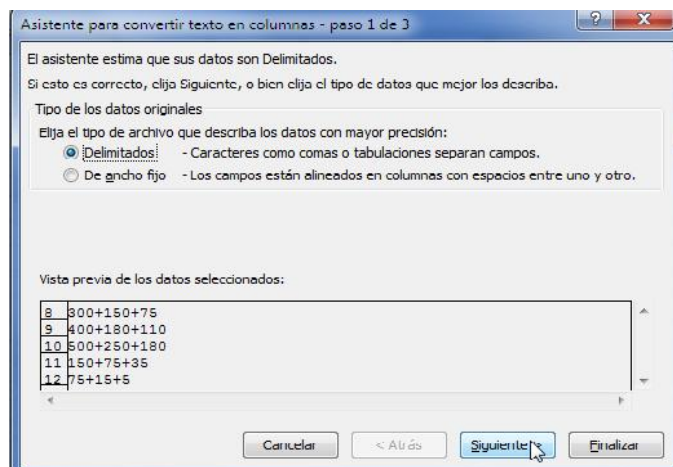 Asistente para convertir texto en columnas - paso 1 de 3
El asistente estima que sus datos son Delimitados.
Si esto es correcto, elija Siguiente, o bien elija el tipo de datos que mejor los describa.
Tipo de los datos originales
Elija el tipo de archivo que describa los datos con mayor precisión:
Delimitados - Caracteres como comas o tabulaciones separan campos.
De ancho fijo - Los campos están alineados en columnas con espacios entre uno y otro.
Vista previa de los datos seleccionados:
8 300+150+75
9 400+180+110
10 500+250+180
11 150+75+35
12 75+15+5
Cancelar < Atrás Siguiente > Finalizar